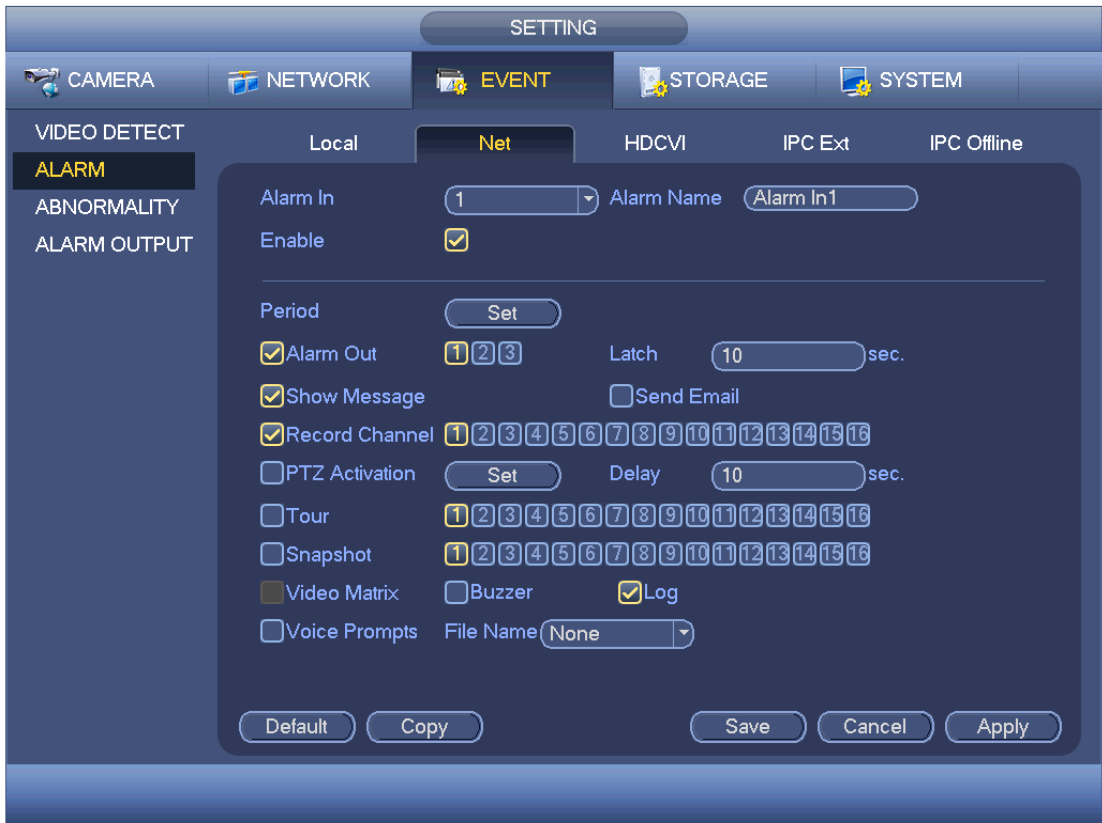 SETTING
CAMERA NETWORK EVENT STORAGE SYSTEM
VIDEO DETECT
ALARM
ABNORMALITY
ALARM OUTPUT
Local Net HDCVI IPC Ext IPC Offline
Alarm In 1 Alarm Name Alarm In1
Enable
Period Set
Alarm Out 1 2 3 Latch 10 sec.
Show Message Send Email
Record Channel 1 2 3 4 5 6 7 8 9 10 11 12 13 14 15 16
PTZ Activation Set Delay 10 sec.
Tour 1 2 3 4 5 6 7 8 9 10 11 12 13 14 15 16
Snapshot 1 2 3 4 5 6 7 8 9 10 11 12 13 14 15 16
Video Matrix Buzzer Log
Voice Prompts File Name None
Default Copy Save Cancel Apply